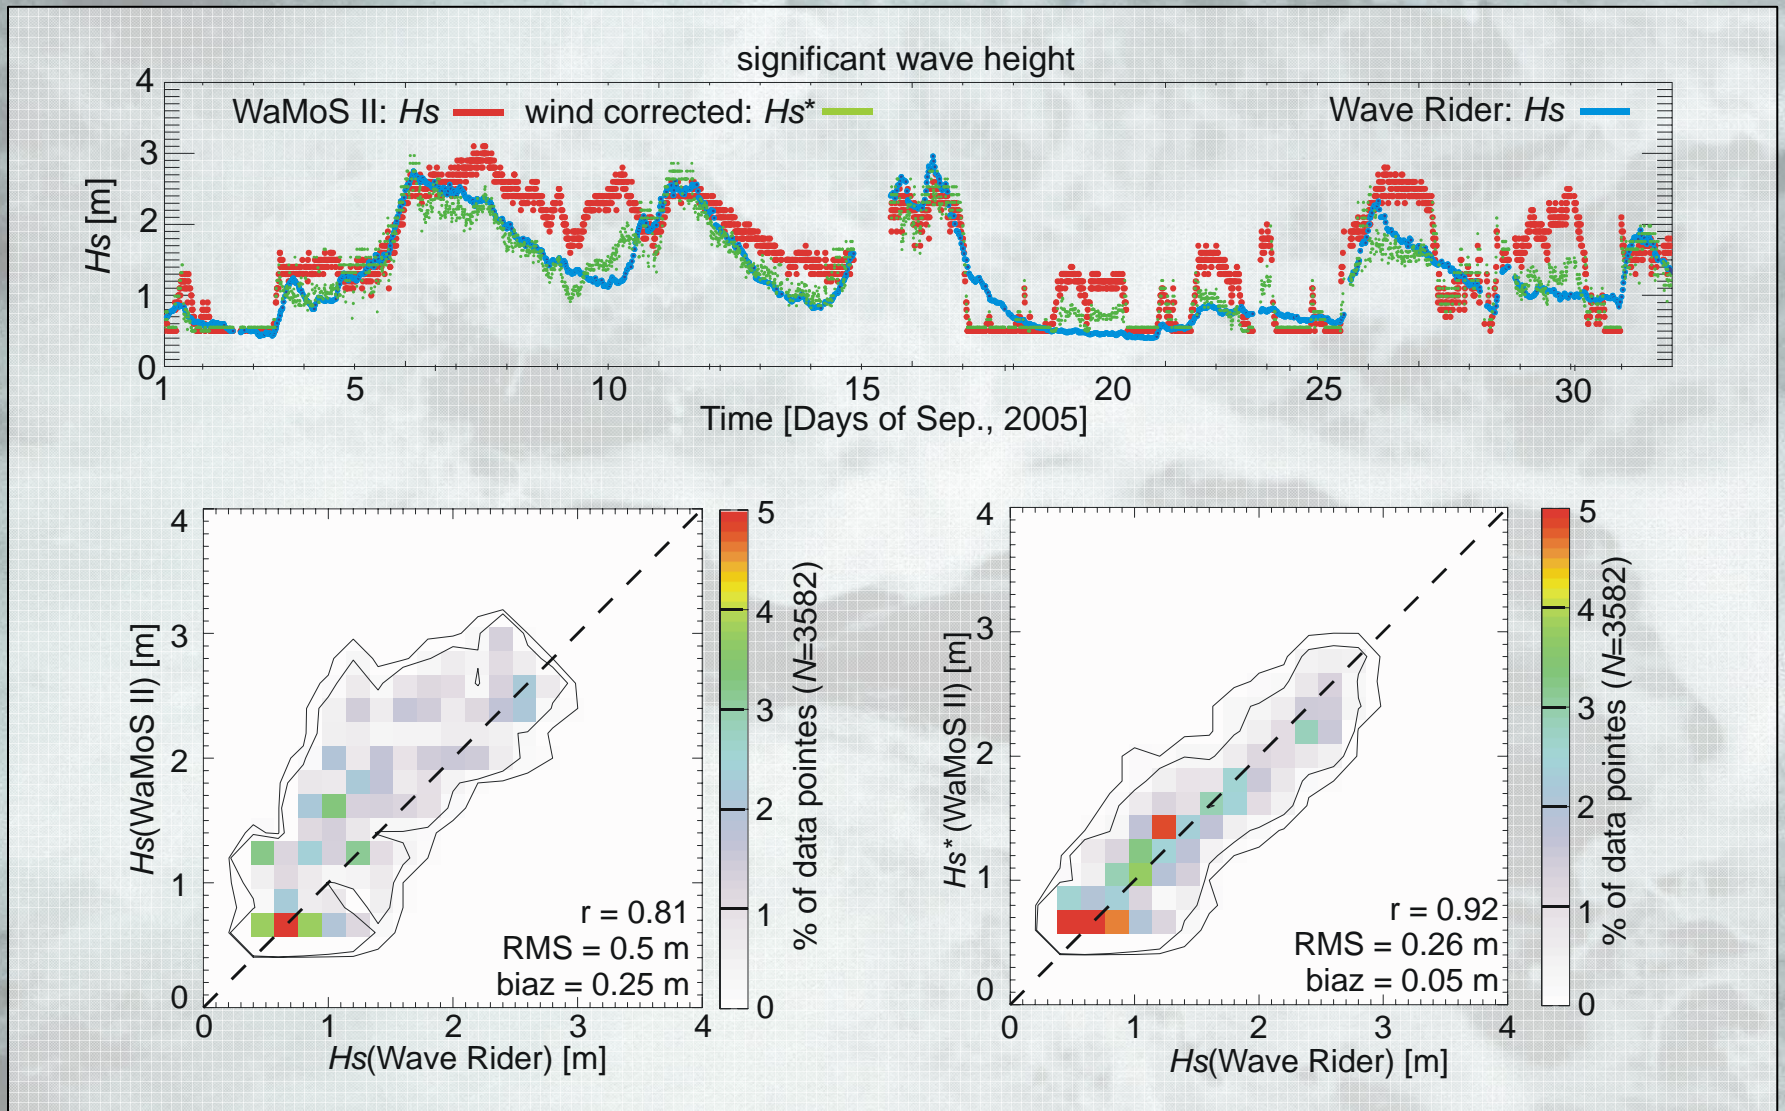 significant wave height
WaMoS II: Hs
wind corrected: Hs*
Wave Rider: Hs
Hs [m]
4
3
2
1
0
1 5 10 15 20 25 30
Time [Days of Sep., 2005]
Hs(WaMoS II) [m]
4
3
2
1
0
0 1 2 3 4
Hs(Wave Rider) [m]
r = 0.81
RMS = 0.5 m
biaz = 0.25 m
5
4
3
2
1
0
% of data pointes (N=3582)
Hs* (WaMoS II) [m]
4
3
2
1
0
0 1 2 3 4
Hs(Wave Rider) [m]
r = 0.92
RMS = 0.26 m
biaz = 0.05 m
5
4
3
2
1
0
% of data pointes (N=3582)